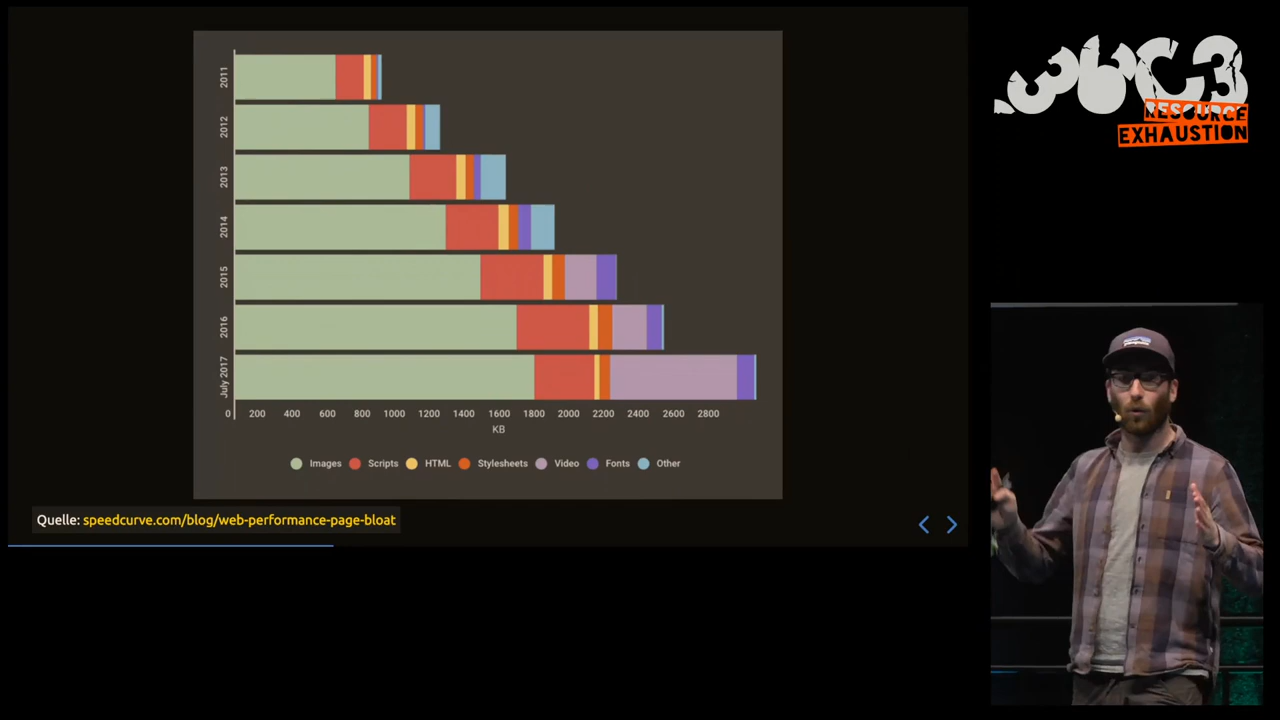 36C3
RESOURCE
EXHAUSTION
2011
2012
2013
2014
2015
2016
July 2017
0 200 400 600 800 1000 1200 1400 1600 1800 2000 2200 2400 2600 2800
KB
Images Scripts HTML Stylesheets Video Fonts Other
Quelle: speedcurve.com/blog/web-performance-page-bloat